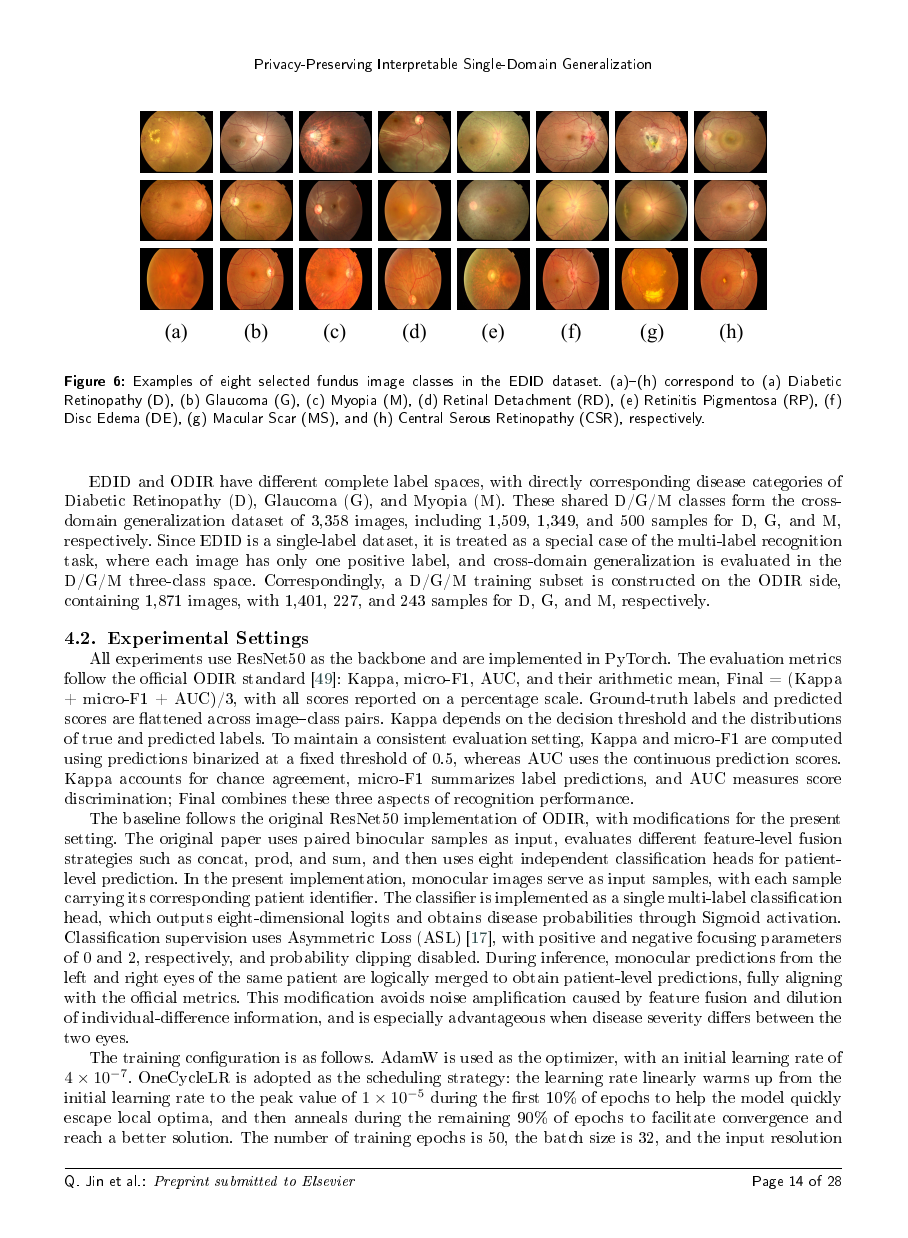 Privacy-Preserving Interpretable Single-Domain Generalization
(a) (b) (c) (d) (e) (f) (g) (h)
Figure 6: Examples of eight selected fundus image classes in the EDID dataset. (a)–(h) correspond to (a) Diabetic
Retinopathy (D), (b) Glaucoma (G), (c) Myopia (M), (d) Retinal Detachment (RD), (e) Retinitis Pigmentosa (RP), (f)
Disc Edema (DE), (g) Macular Scar (MS), and (h) Central Serous Retinopathy (CSR), respectively.
EDID and ODIR have different complete label spaces, with directly corresponding disease categories of
Diabetic Retinopathy (D), Glaucoma (G), and Myopia (M). These shared D/G/M classes form the cross-
domain generalization dataset of 3,358 images, including 1,509, 1,349, and 500 samples for D, G, and M,
respectively. Since EDID is a single-label dataset, it is treated as a special case of the multi-label recognition
task, where each image has only one positive label, and cross-domain generalization is evaluated in the
D/G/M three-class space. Correspondingly, a D/G/M training subset is constructed on the ODIR side,
containing 1,871 images, with 1,401, 227, and 243 samples for D, G, and M, respectively.
4.2. Experimental Settings
All experiments use ResNet50 as the backbone and are implemented in PyTorch. The evaluation metrics
follow the official ODIR standard [49]: Kappa, micro-F1, AUC, and their arithmetic mean, Final = (Kappa
+ micro-F1 + AUC)/3, with all scores reported on a percentage scale. Ground-truth labels and predicted
scores are flattened across image–class pairs. Kappa depends on the decision threshold and the distributions
of true and predicted labels. To maintain a consistent evaluation setting, Kappa and micro-F1 are computed
using predictions binarized at a fixed threshold of 0.5, whereas AUC uses the continuous prediction scores.
Kappa accounts for chance agreement, micro-F1 summarizes label predictions, and AUC measures score
discrimination; Final combines these three aspects of recognition performance.
The baseline follows the original ResNet50 implementation of ODIR, with modifications for the present
setting. The original paper uses paired binocular samples as input, evaluates different feature-level fusion
strategies such as concat, prod, and sum, and then uses eight independent classification heads for patient-
level prediction. In the present implementation, monocular images serve as input samples, with each sample
carrying its corresponding patient identifier. The classifier is implemented as a single multi-label classification
head, which outputs eight-dimensional logits and obtains disease probabilities through Sigmoid activation.
Classification supervision uses Asymmetric Loss (ASL) [17], with positive and negative focusing parameters
of 0 and 2, respectively, and probability clipping disabled. During inference, monocular predictions from the
left and right eyes of the same patient are logically merged to obtain patient-level predictions, fully aligning
with the official metrics. This modification avoids noise amplification caused by feature fusion and dilution
of individual-difference information, and is especially advantageous when disease severity differs between the
two eyes.
The training configuration is as follows. AdamW is used as the optimizer, with an initial learning rate of
4 × 10⁻⁷. OneCycleLR is adopted as the scheduling strategy: the learning rate linearly warms up from the
initial learning rate to the peak value of 1 × 10⁻⁵ during the first 10% of epochs to help the model quickly
escape local optima, and then anneals during the remaining 90% of epochs to facilitate convergence and
reach a better solution. The number of training epochs is 50, the batch size is 32, and the input resolution
Q. Jin et al.: Preprint submitted to Elsevier Page 14 of 28